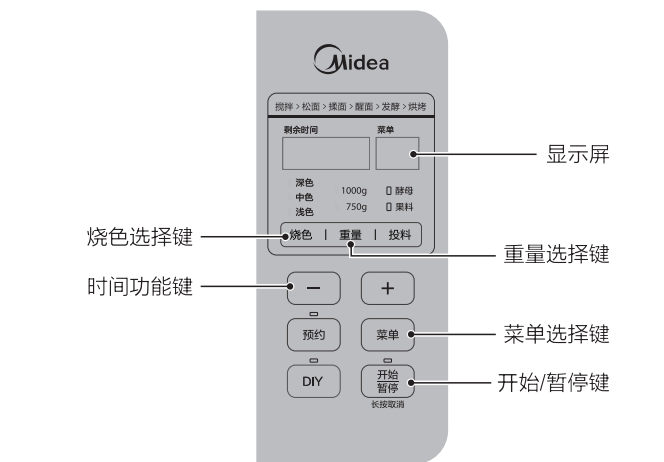 Midea
搅拌 > 松面 > 揉面 > 醒面 > 发酵 > 烘烤
剩余时间 菜单
显示屏
深色
中色
浅色
1000g
750g
酵母
果料
烧色 | 重量 | 投料
烧色选择键
重量选择键
时间功能键
− +
预约 菜单
菜单选择键
DIY
开始
暂停
开始/暂停键
长按取消